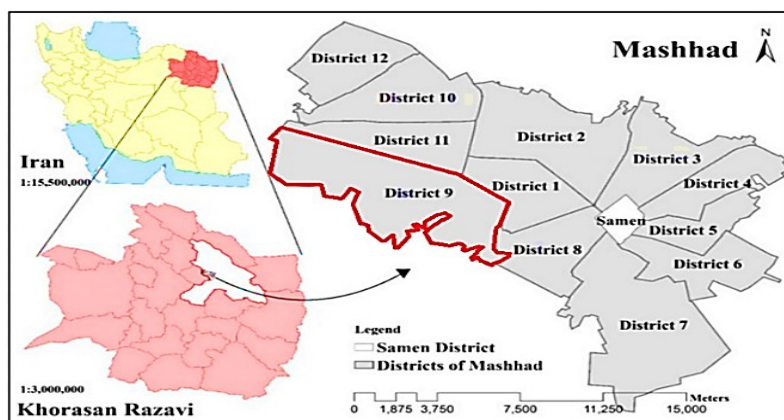 Iran
1:15,500,000
1:3,000,000
Khorasan Razavi
Mashhad
N
District 12
District 10
District 11
District 9
District 2
District 1
District 3
District 4
Samen
District 5
District 8
District 6
District 7
Legend
Samen District
Districts of Mashhad
Meters
0 1,875 3,750 7,500 11,250 15,000